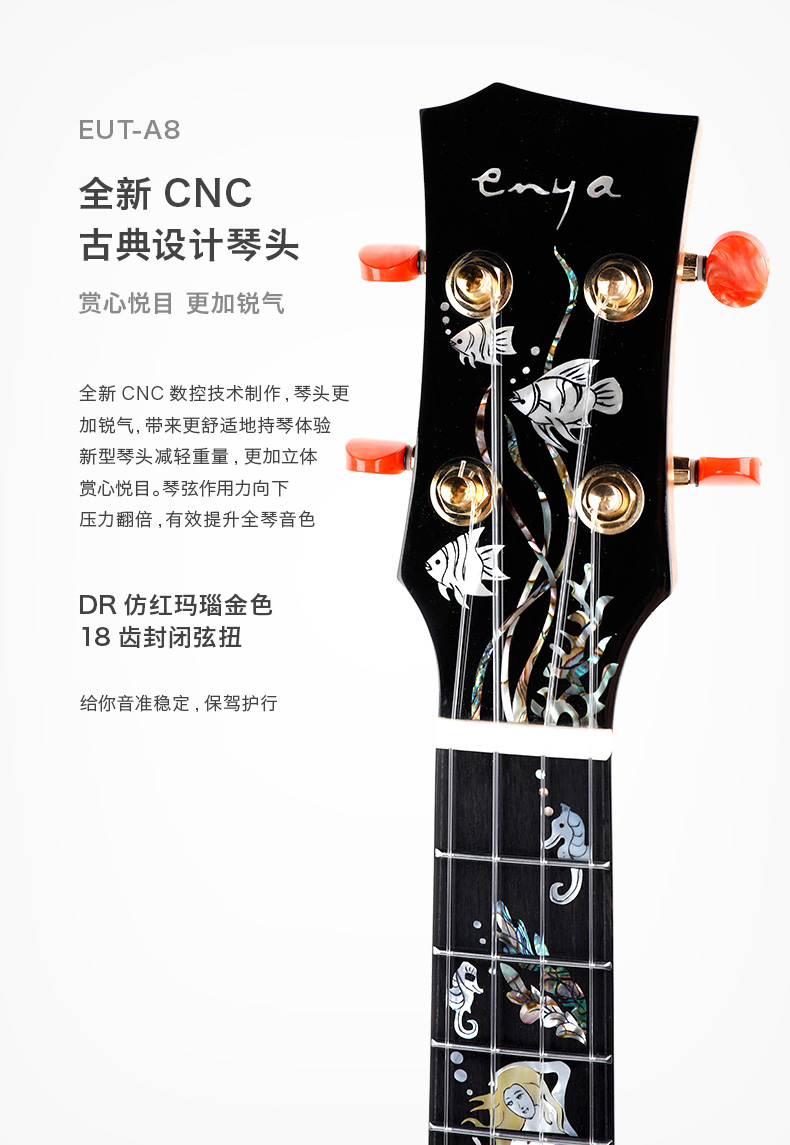 EUT-A8
全新 CNC
古典设计琴头
赏心悦目 更加锐气
全新 CNC 数控技术制作 , 琴头更
加锐气 , 带来更舒适地持琴体验
新型琴头减轻重量 , 更加立体
赏心悦目。琴弦作用力向下
压力翻倍 , 有效提升全琴音色
DR 仿红玛瑙金色
18 齿封闭弦扭
给你音准稳定 , 保驾护行
enya